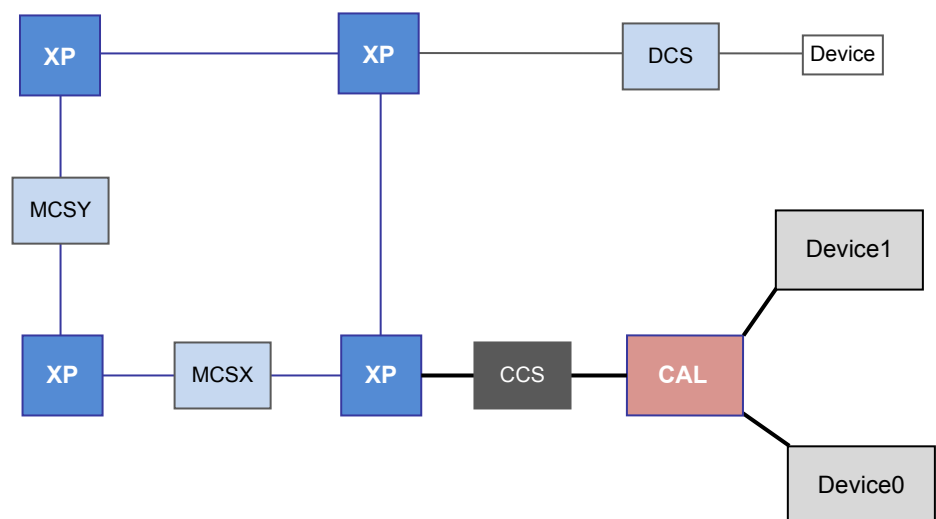 XP
XP
DCS
Device
MCSY
Device1
XP
MCSX
XP
CCS
CAL
Device0